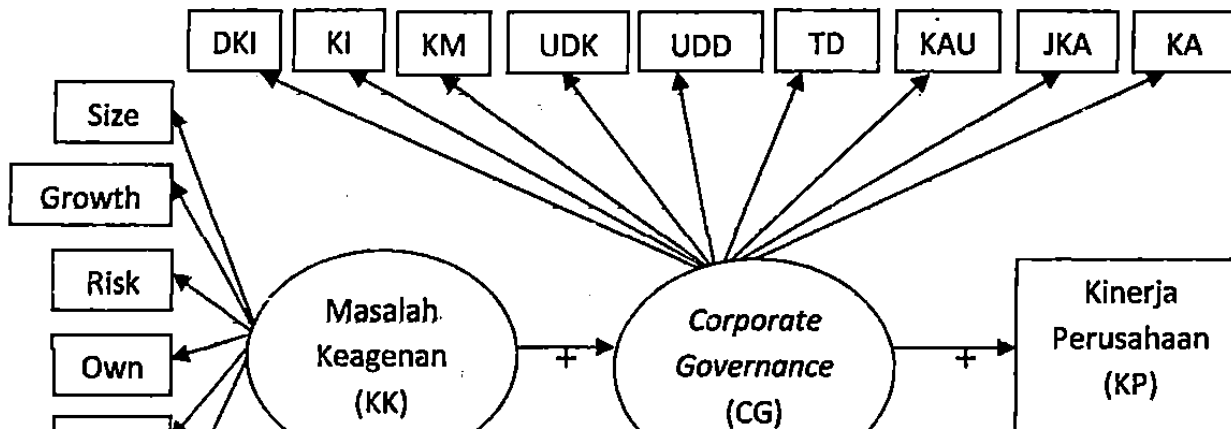 DKI KI KM UDK UDD TD KAU JKA KA
Size
Growth
Risk
Own
Masalah
Keagenan
(KK)
+
Corporate
Governance
(CG)
+
Kinerja
Perusahaan
(KP)